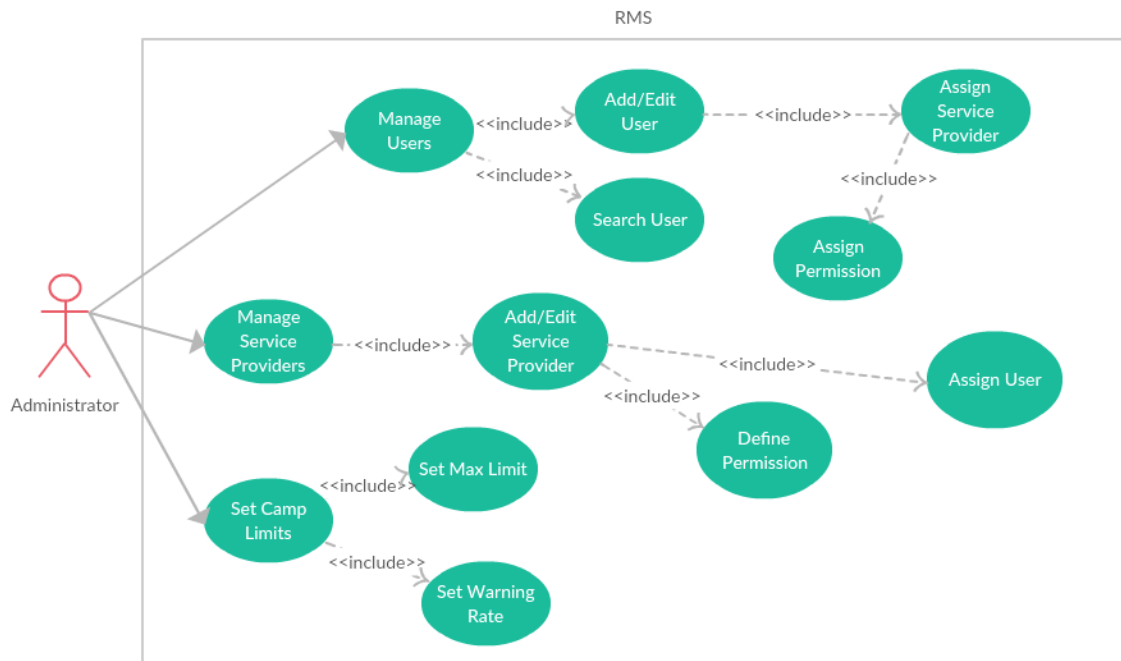 RMS
Manage
Users
<<include>>
Add/Edit
User
<<include>>
Assign
Service
Provider
<<include>>
Search User
<<include>>
Assign
Permission
Administrator
Manage
Service
Providers
<<include>>
Add/Edit
Service
Provider
<<include>>
Assign User
<<include>>
Define
Permission
Set Camp
Limits
<<include>>
Set Max Limit
<<include>>
Set Warning
Rate